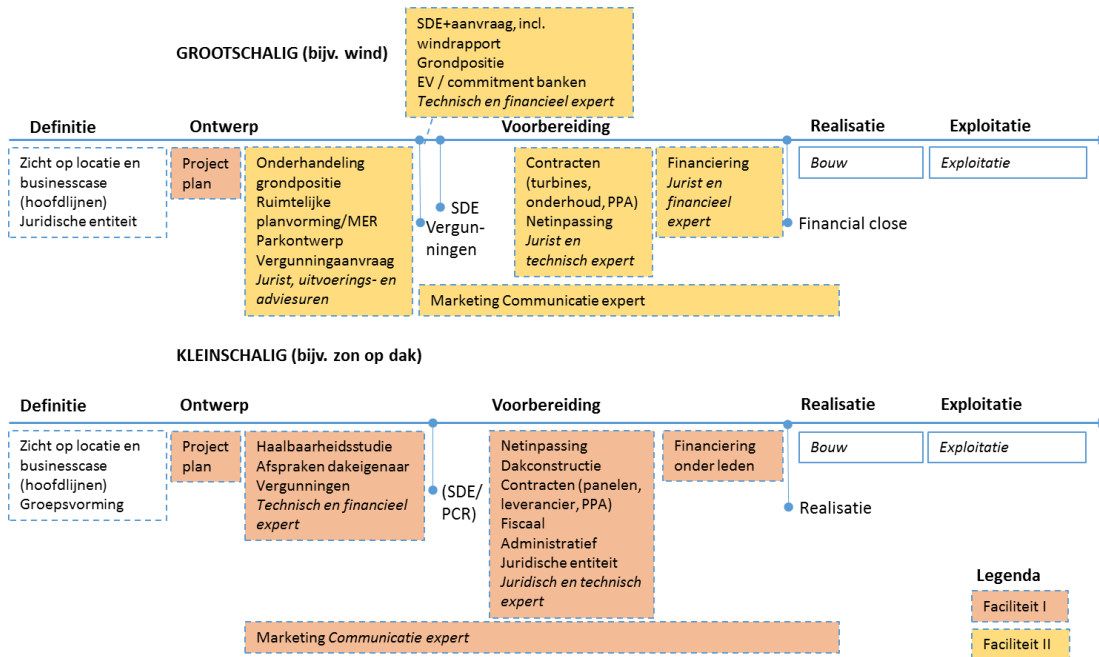 SDE+aanvraag, incl.
windrapport
Grondpositie
EV / commitment banken
Technisch en financieel expert
GROOTSCHALIG (bijv. wind)
Definitie
Ontwerp
Voorbereiding
Realisatie
Exploitatie
Zicht op locatie en
businesscase
(hoofdlijnen)
Juridische entiteit
Project
plan
Onderhandeling
grondpositie
Ruimtelijke
planvorming/MER
Parkontwerp
Vergunningaanvraag
Jurist, uitvoerings- en
adviesuren
SDE
Vergun-
ningen
Contracten
(turbines,
onderhoud, PPA)
Netinpassing
Jurist en
technisch expert
Financiering
Jurist en
financieel
expert
Financial close
Bouw
Exploitatie
Marketing Communicatie expert
KLEINSCHALIG (bijv. zon op dak)
Definitie
Ontwerp
Voorbereiding
Realisatie
Exploitatie
Zicht op locatie en
businesscase
(hoofdlijnen)
Groepsvorming
Project
plan
Haalbaarheidsstudie
Afspraken dakeigenaar
Vergunningen
Technisch en financieel
expert
(SDE/
PCR)
Netinpassing
Dakconstructie
Contracten (panelen,
leverancier, PPA)
Fiscaal
Administratief
Juridische entiteit
Juridisch en technisch
expert
Financiering
onder leden
Realisatie
Bouw
Exploitatie
Marketing Communicatie expert
Legenda
Faciliteit I
Faciliteit II